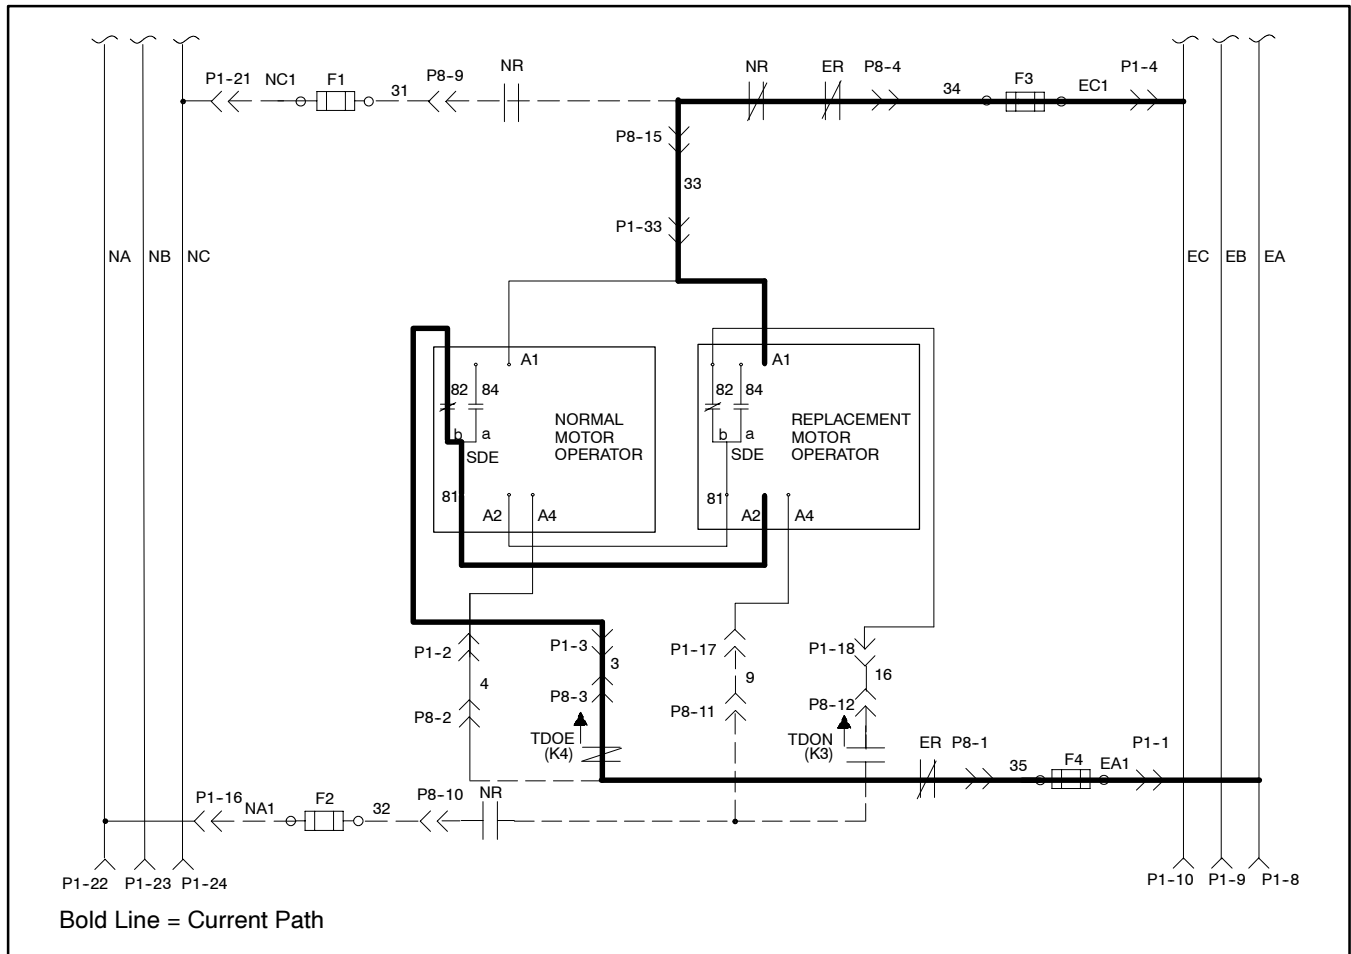 P1-21 NC1 F1 31 P8-9 NR NR ER P8-4 34 F3 EC1 P1-4
P8-15
33
P1-33
NA NB NC EC EB EA
A1 A1
82 84 82 84
NORMAL MOTOR OPERATOR
REPLACEMENT MOTOR OPERATOR
b a b a
SDE SDE
81 81
A2 A4 A2 A4
P1-2 P1-3 P1-17 P1-18
4 3 9 16
P8-2 P8-3 P8-11 P8-12
TDOE (K4)
TDON (K3)
ER P8-1 35 F4 EA1 P1-1
P1-16 NA1 F2 32 P8-10 NR
P1-22 P1-23 P1-24 P1-10 P1-9 P1-8
Bold Line = Current Path